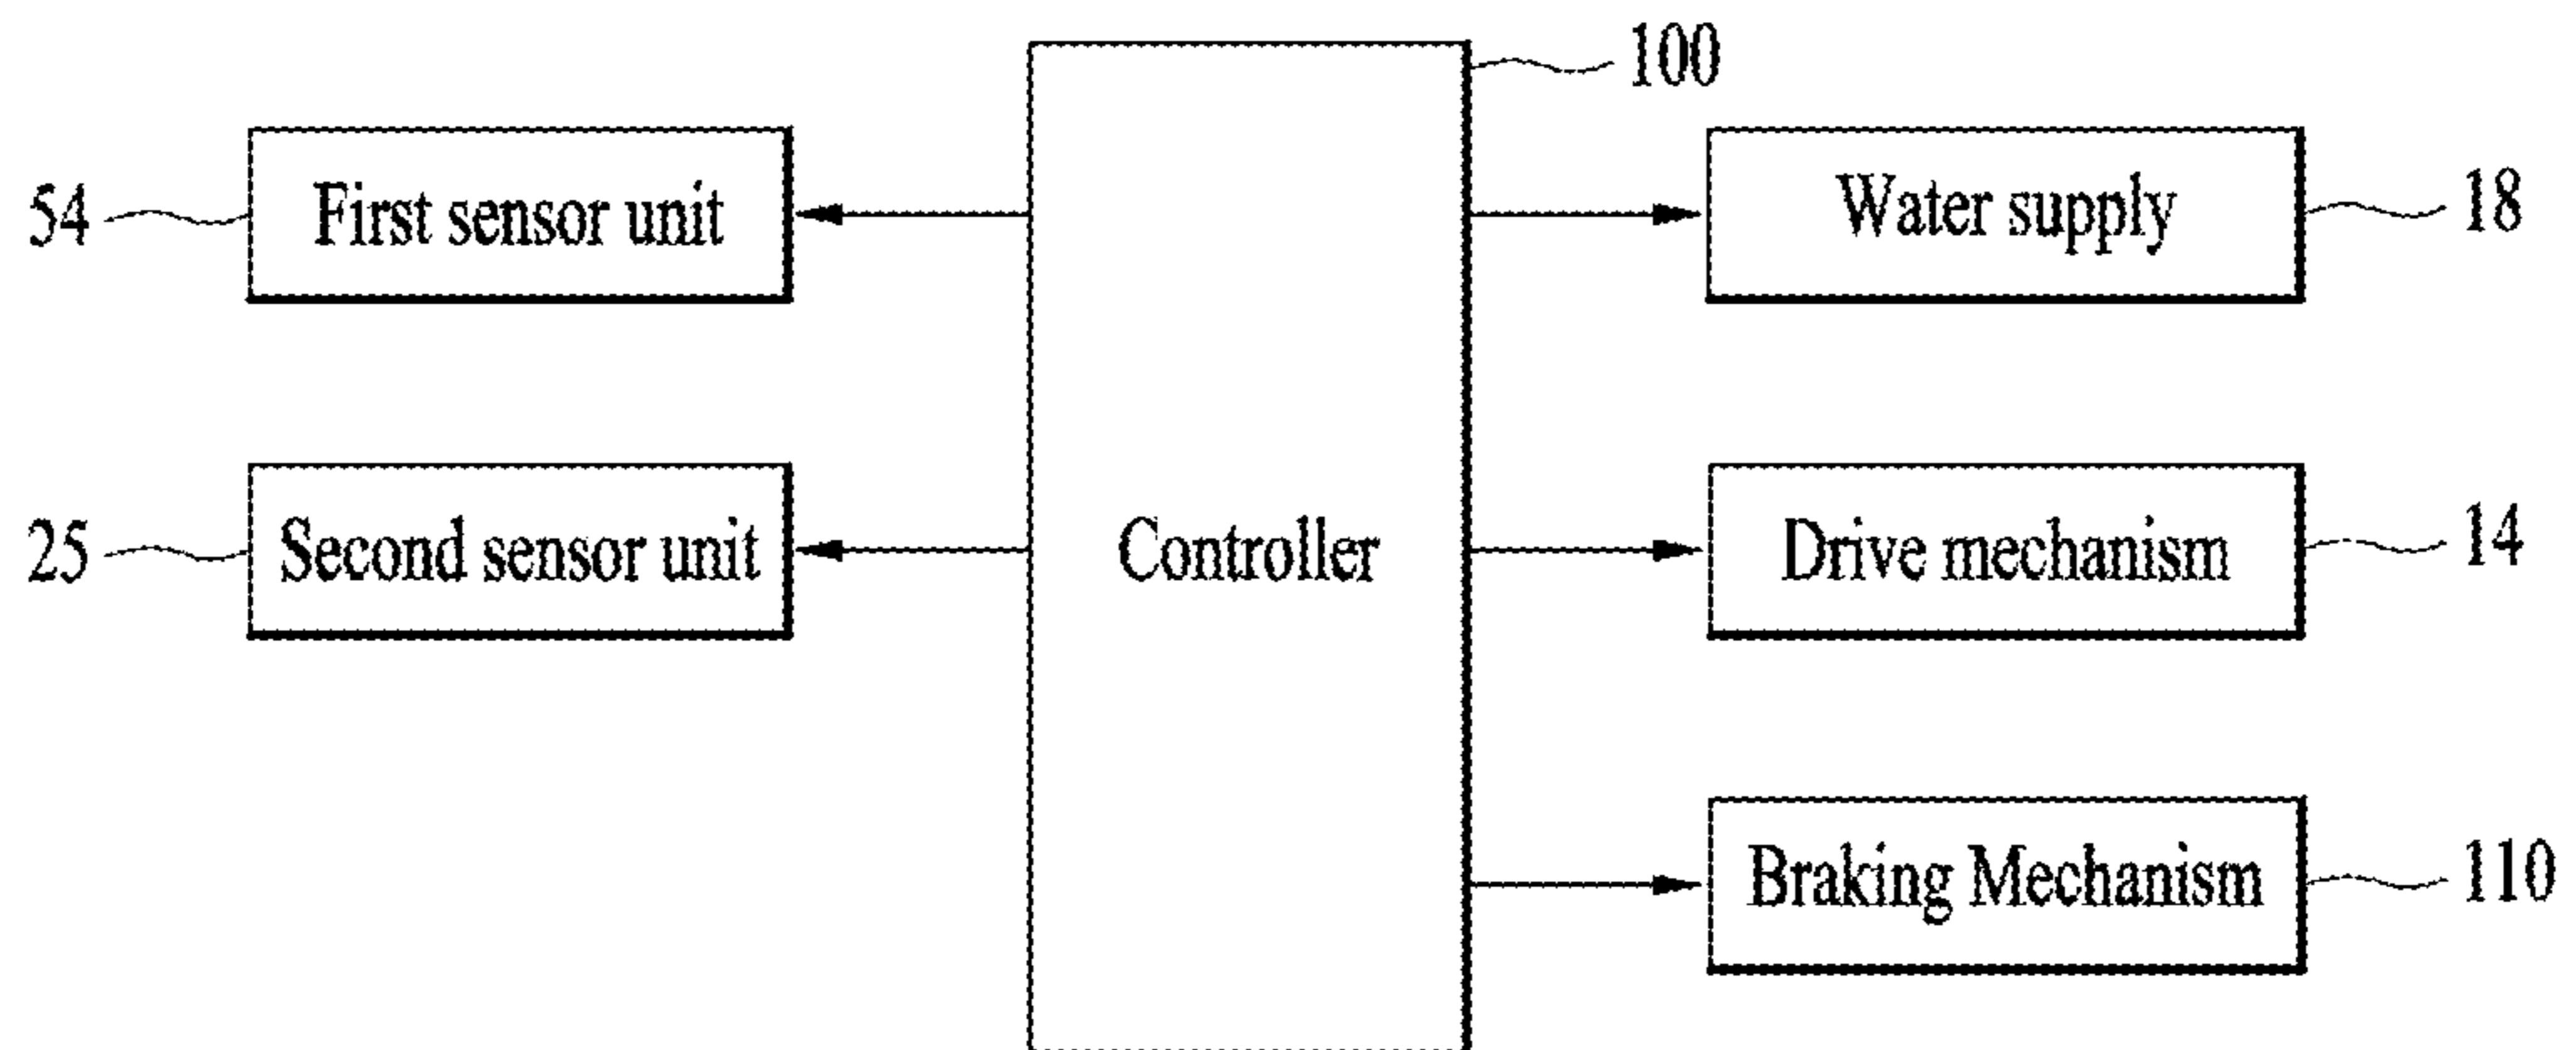 100
54 First sensor unit
Water supply 18
25 Second sensor unit
Controller
Drive mechanism 14
Braking Mechanism 110